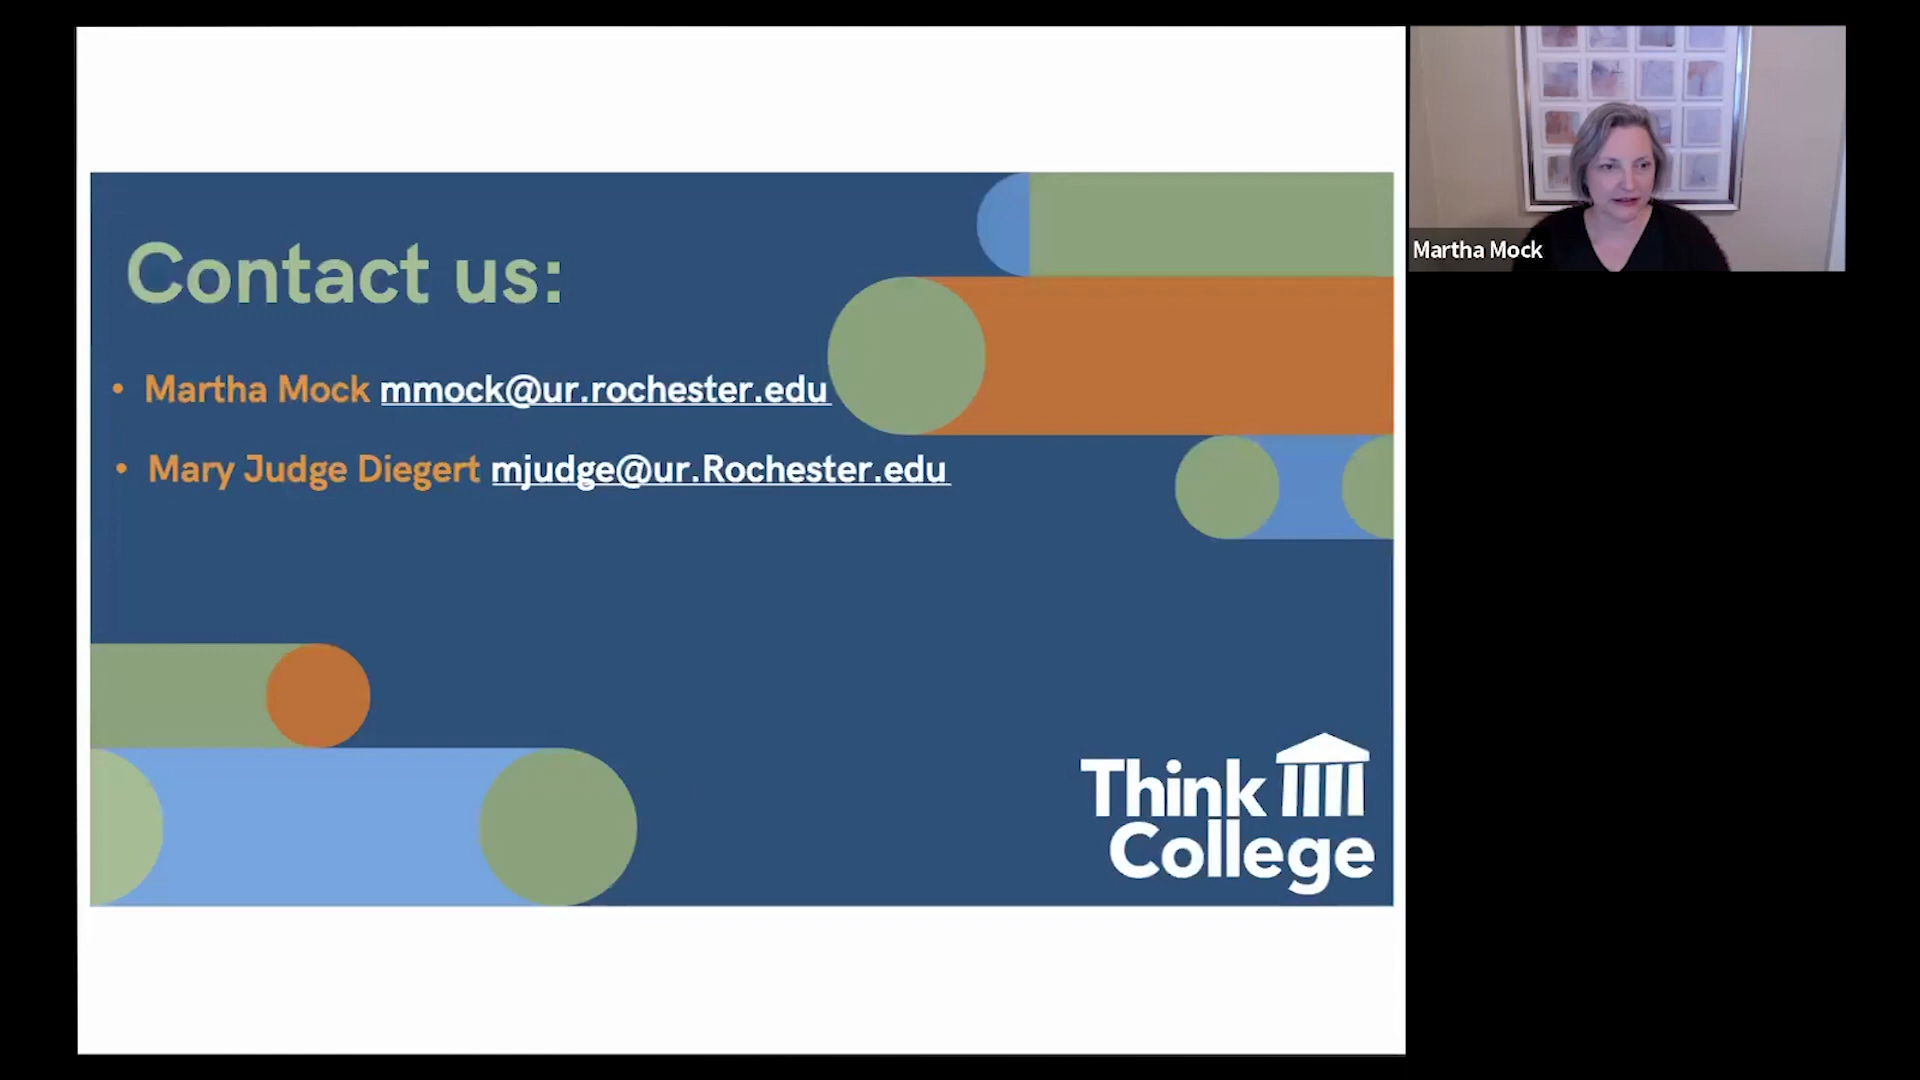 Contact us:
• Martha Mock mmock@ur.rochester.edu
• Mary Judge Diegert mjudge@ur.Rochester.edu
Think
College
Martha Mock